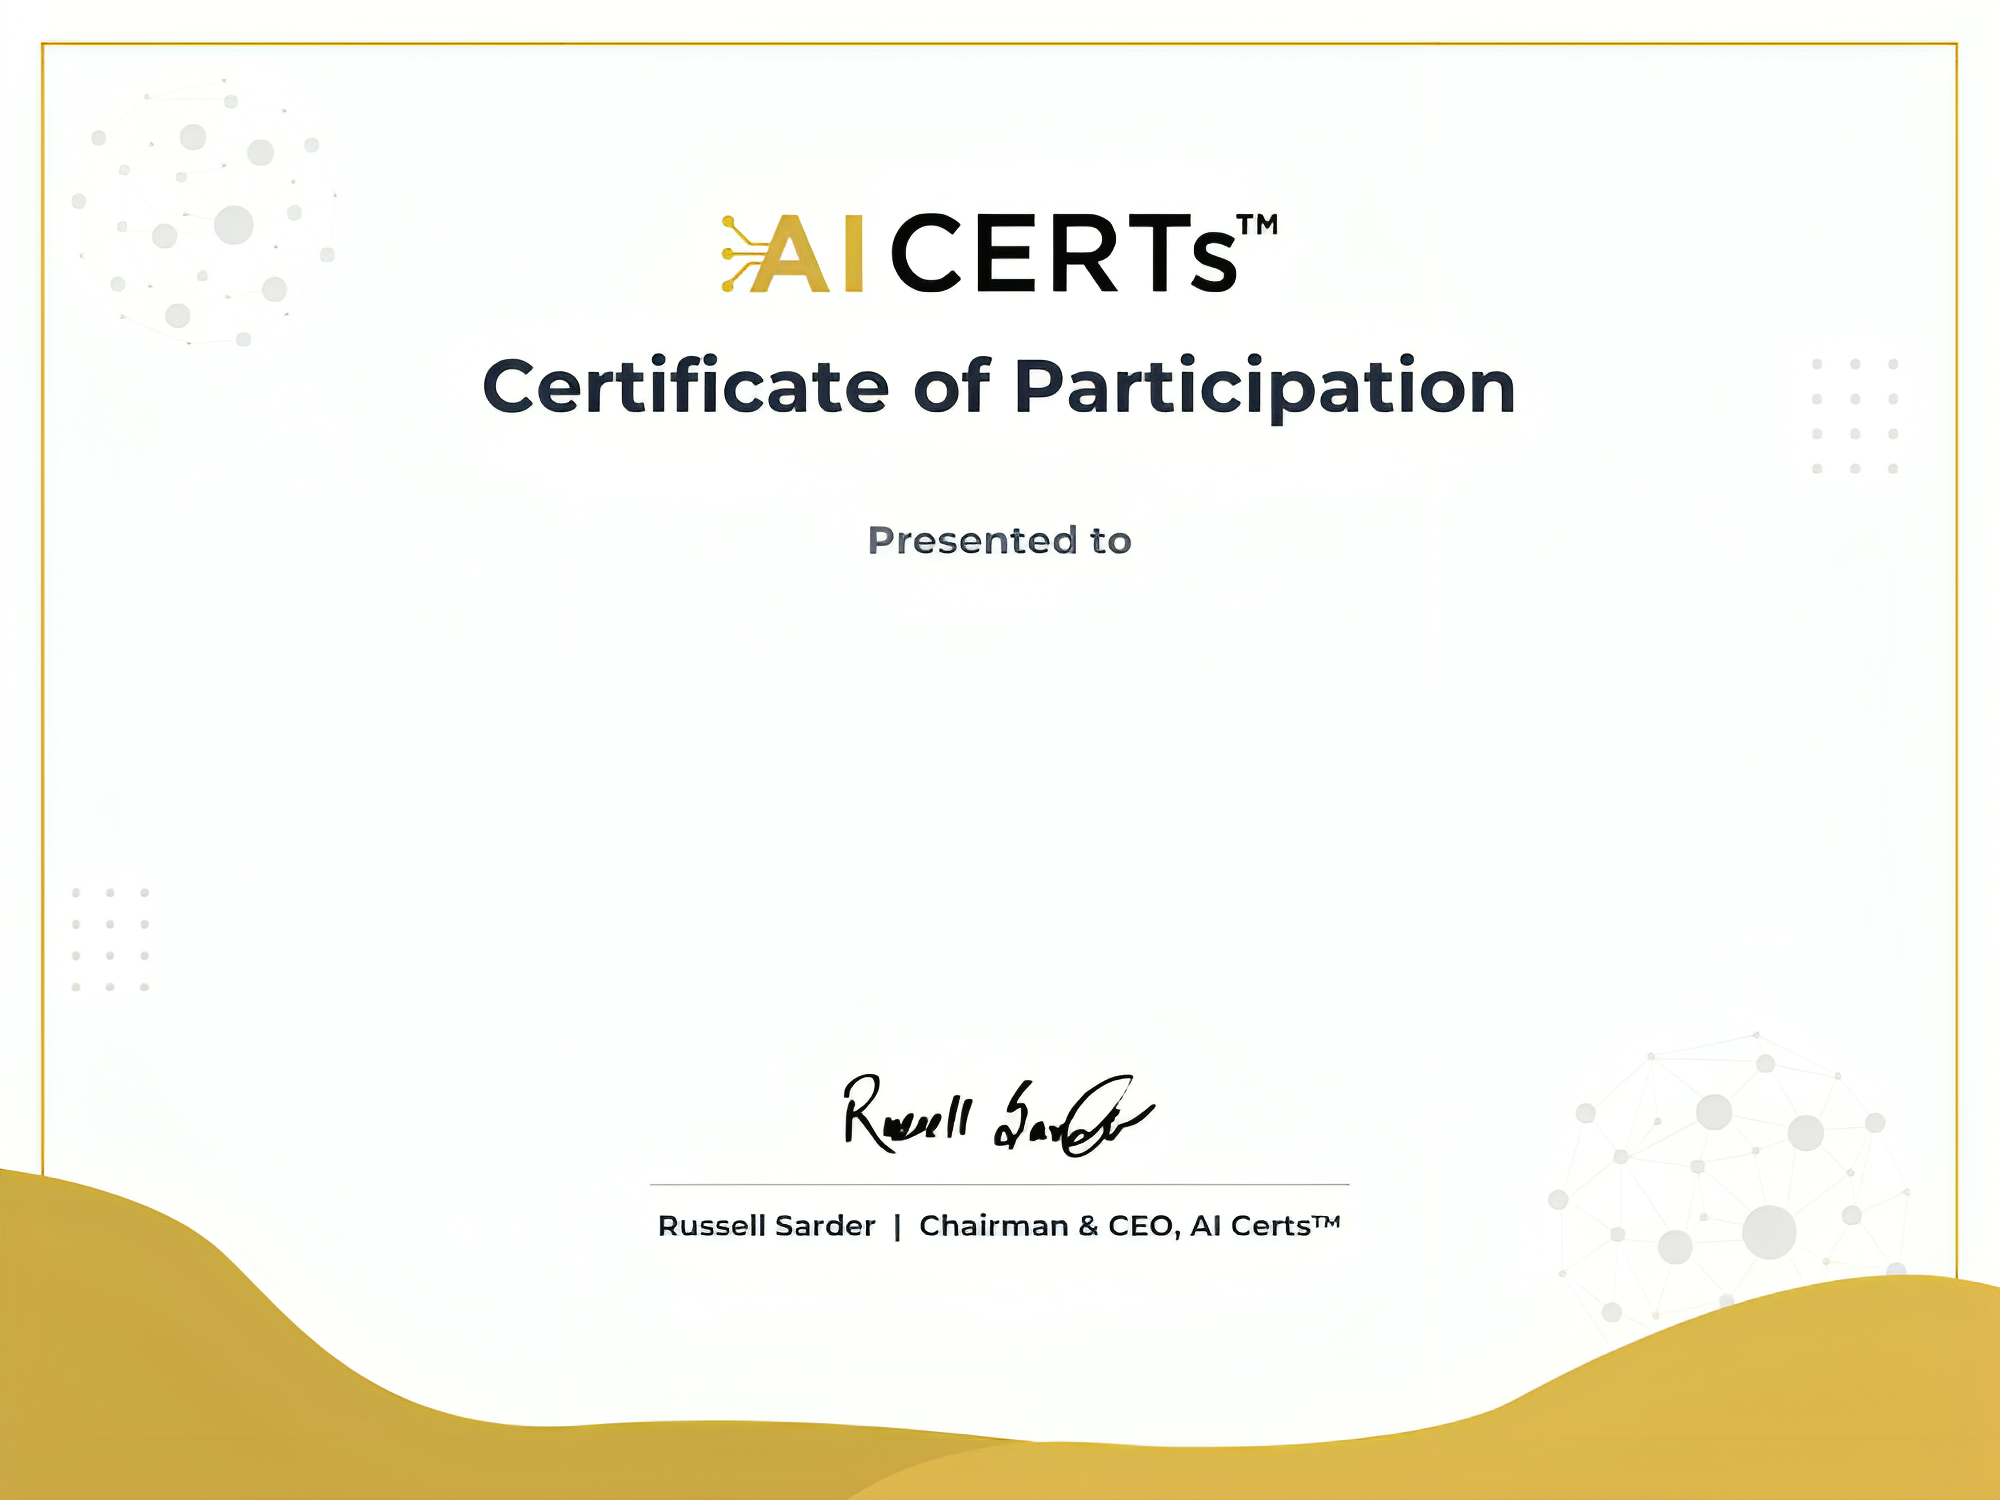 AI CERTs™
Certificate of Participation
Presented to
Russell Sarder
Russell Sarder | Chairman & CEO, AI Certs™